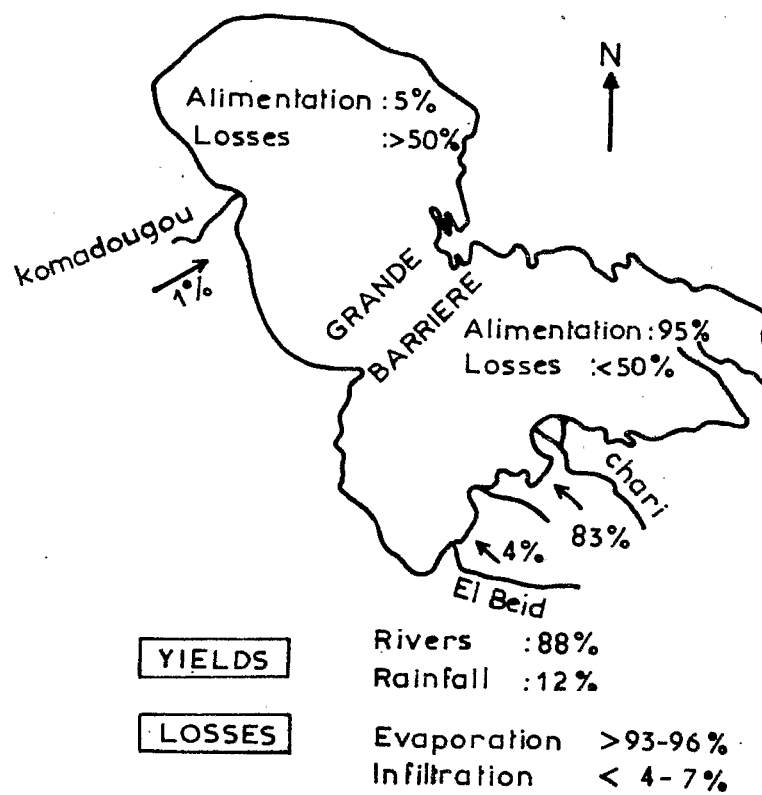 N
Alimentation : 5%
Losses :>50%
komadougou
1%
GRANDE
BARRIERE
Alimentation : 95%
Losses :<50%
chari
83%
4%
El Beid
YIELDS
Rivers : 88%
Rainfall : 12%
LOSSES
Evaporation >93-96%
Infiltration < 4-7%